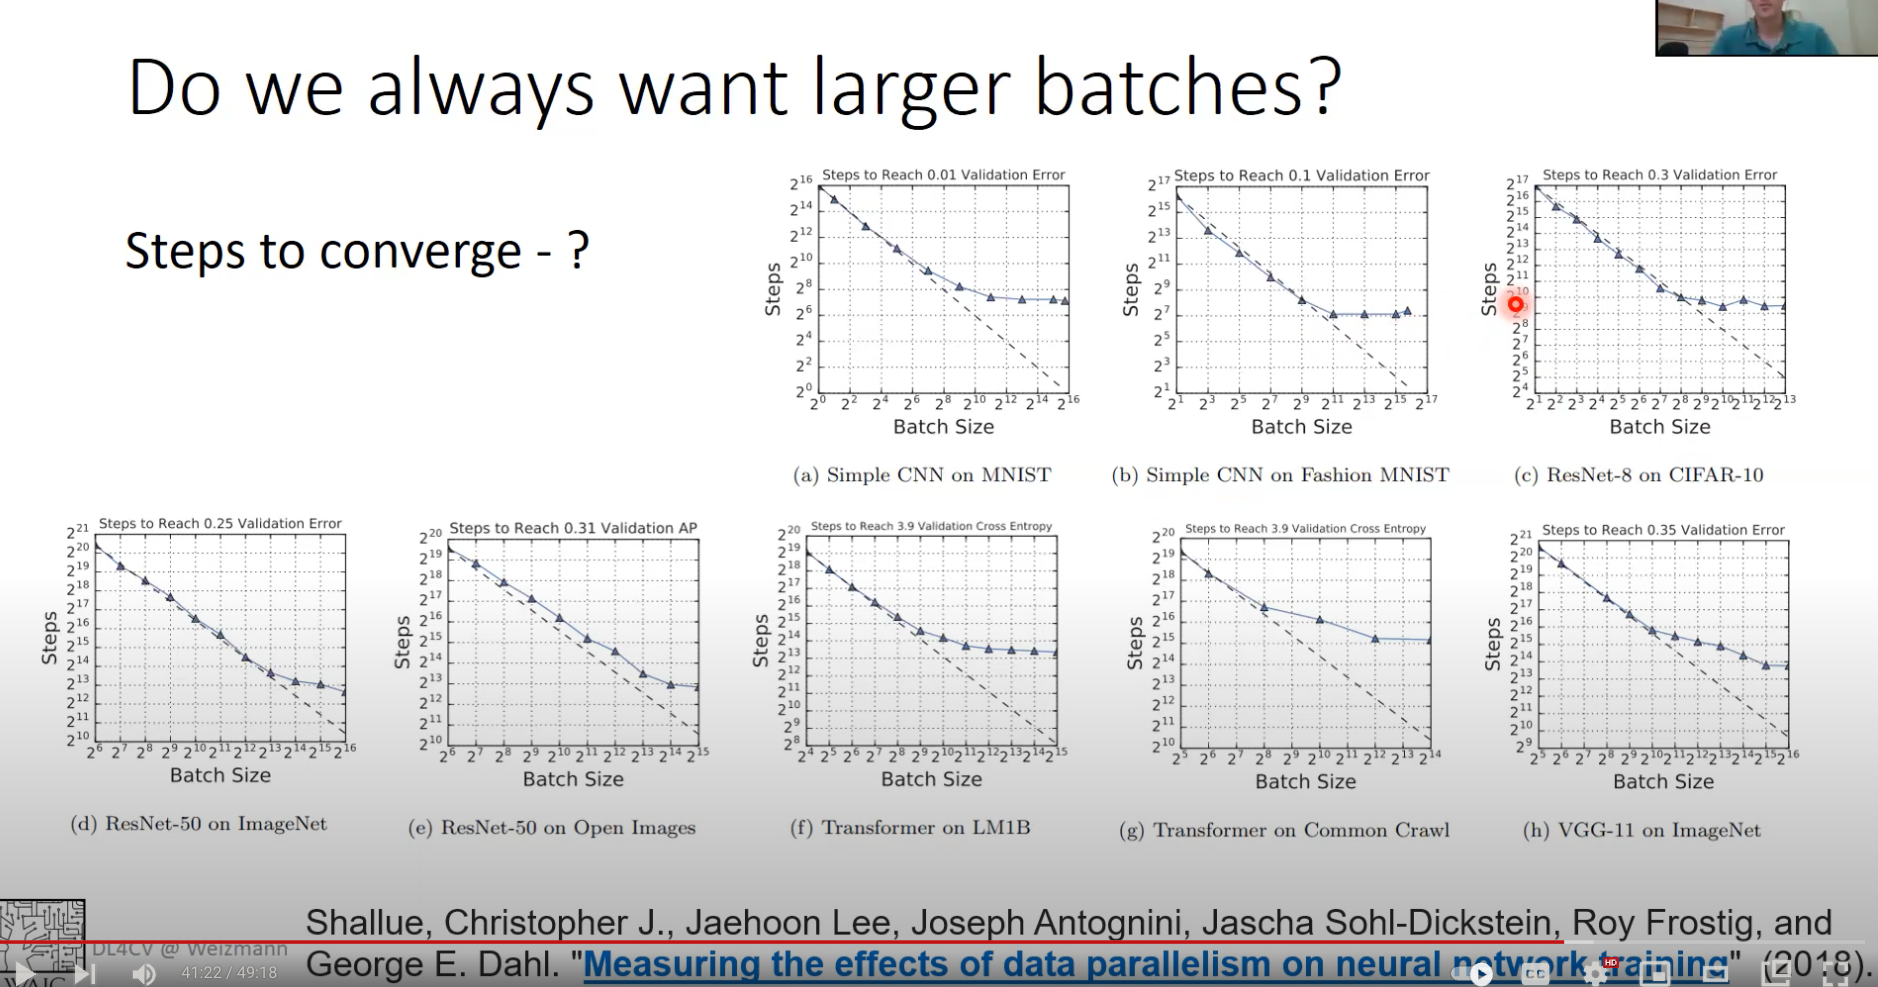 Do we always want larger batches?
Steps to converge - ?
Steps to Reach 0.01 Validation Error
2^16
2^14
2^12
2^10
2^8
2^6
2^4
2^2
2^0
Steps
2^0 2^2 2^4 2^6 2^8 2^10 2^12 2^14 2^16
Batch Size
(a) Simple CNN on MNIST
Steps to Reach 0.1 Validation Error
2^17
2^15
2^13
2^11
2^9
2^7
2^5
2^3
2^1
Steps
2^1 2^3 2^5 2^7 2^9 2^11 2^13 2^15 2^17
Batch Size
(b) Simple CNN on Fashion MNIST
Steps to Reach 0.3 Validation Error
2^17
2^16
2^15
2^14
2^13
2^12
2^11
2^10
2^8
2^7
2^6
2^5
2^4
Steps
2^1 2^2 2^3 2^4 2^5 2^6 2^7 2^8 2^9 2^10 2^11 2^12 2^13
Batch Size
(c) ResNet-8 on CIFAR-10
Steps to Reach 0.25 Validation Error
2^21
2^20
2^19
2^18
2^17
2^16
2^15
2^14
2^13
2^12
2^11
2^10
Steps
2^6 2^7 2^8 2^9 2^10 2^11 2^12 2^13 2^14 2^15 2^16
Batch Size
(d) ResNet-50 on ImageNet
Steps to Reach 0.31 Validation AP
2^20
2^19
2^18
2^17
2^16
2^15
2^14
2^13
2^12
2^11
2^10
Steps
2^6 2^7 2^8 2^9 2^10 2^11 2^12 2^13 2^14 2^15
Batch Size
(e) ResNet-50 on Open Images
Steps to Reach 3.9 Validation Cross Entropy
2^20
2^19
2^18
2^17
2^16
2^15
2^14
2^13
2^12
2^11
2^10
2^9
2^8
Steps
2^4 2^5 2^6 2^7 2^8 2^9 2^10 2^11 2^12 2^13 2^14 2^15
Batch Size
(f) Transformer on LM1B
Steps to Reach 3.9 Validation Cross Entropy
2^20
2^19
2^18
2^17
2^16
2^15
2^14
2^13
2^12
2^11
2^10
Steps
2^5 2^6 2^7 2^8 2^9 2^10 2^11 2^12 2^13 2^14
Batch Size
(g) Transformer on Common Crawl
Steps to Reach 0.35 Validation Error
2^21
2^20
2^19
2^18
2^17
2^16
2^15
2^14
2^13
2^12
2^11
2^10
2^9
Steps
2^5 2^6 2^7 2^8 2^9 2^10 2^11 2^12 2^13 2^14 2^15 2^16
Batch Size
(h) VGG-11 on ImageNet
Shallue, Christopher J., Jaehoon Lee, Joseph Antognini, Jascha Sohl-Dickstein, Roy Frostig, and
George E. Dahl. "Measuring the effects of data parallelism on neural network training" (2018).
DL4CV @ Weizmann
41:22 / 49:18
CC
HD